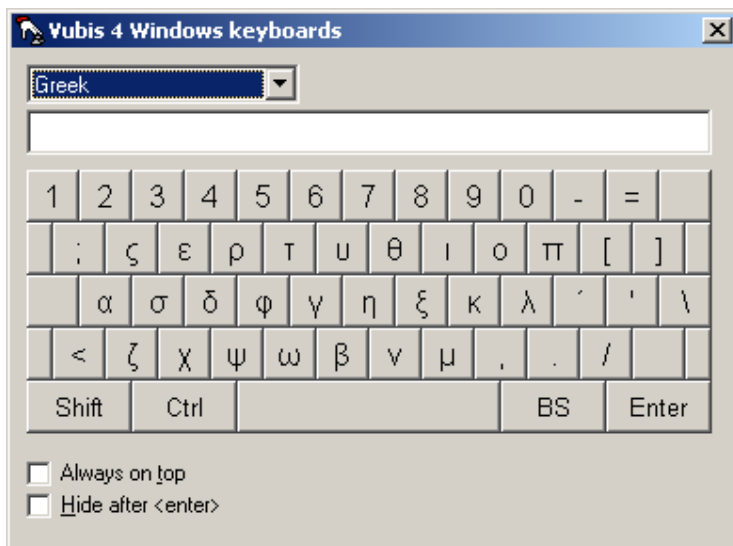 Vubis 4 Windows keyboards
Greek
1 2 3 4 5 6 7 8 9 0 - =
; ς ε ρ τ υ θ ι ο π [ ]
α σ δ φ γ η ξ κ λ ΄ ' \
< ζ χ ψ ω β ν μ , . /
Shift Ctrl BS Enter
Always on top
Hide after <enter>